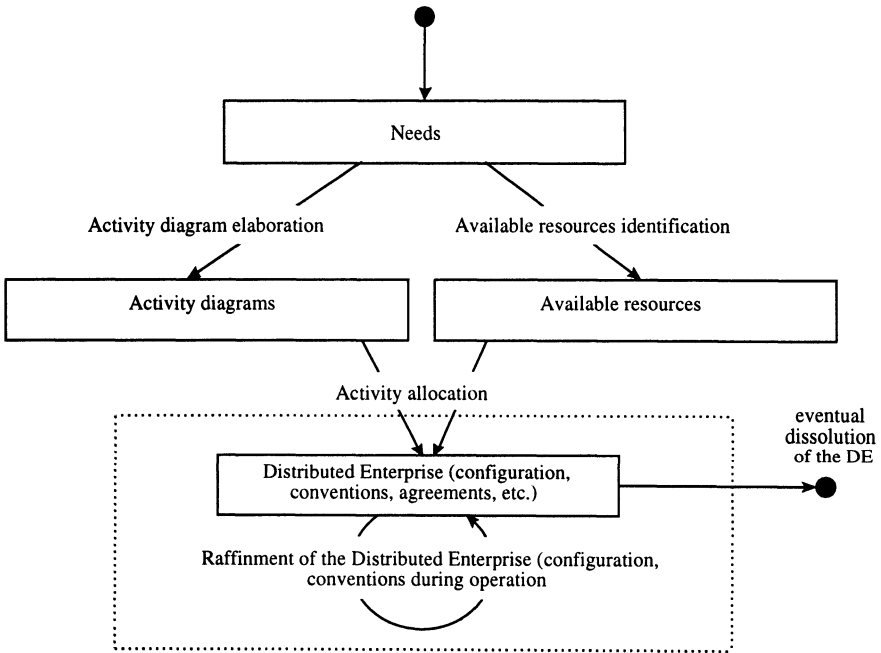 Needs
Activity diagram elaboration
Available resources identification
Activity diagrams
Available resources
Activity allocation
eventual
dissolution
of the DE
Distributed Enterprise (configuration,
conventions, agreements, etc.)
Raffinment of the Distributed Enterprise (configuration,
conventions during operation